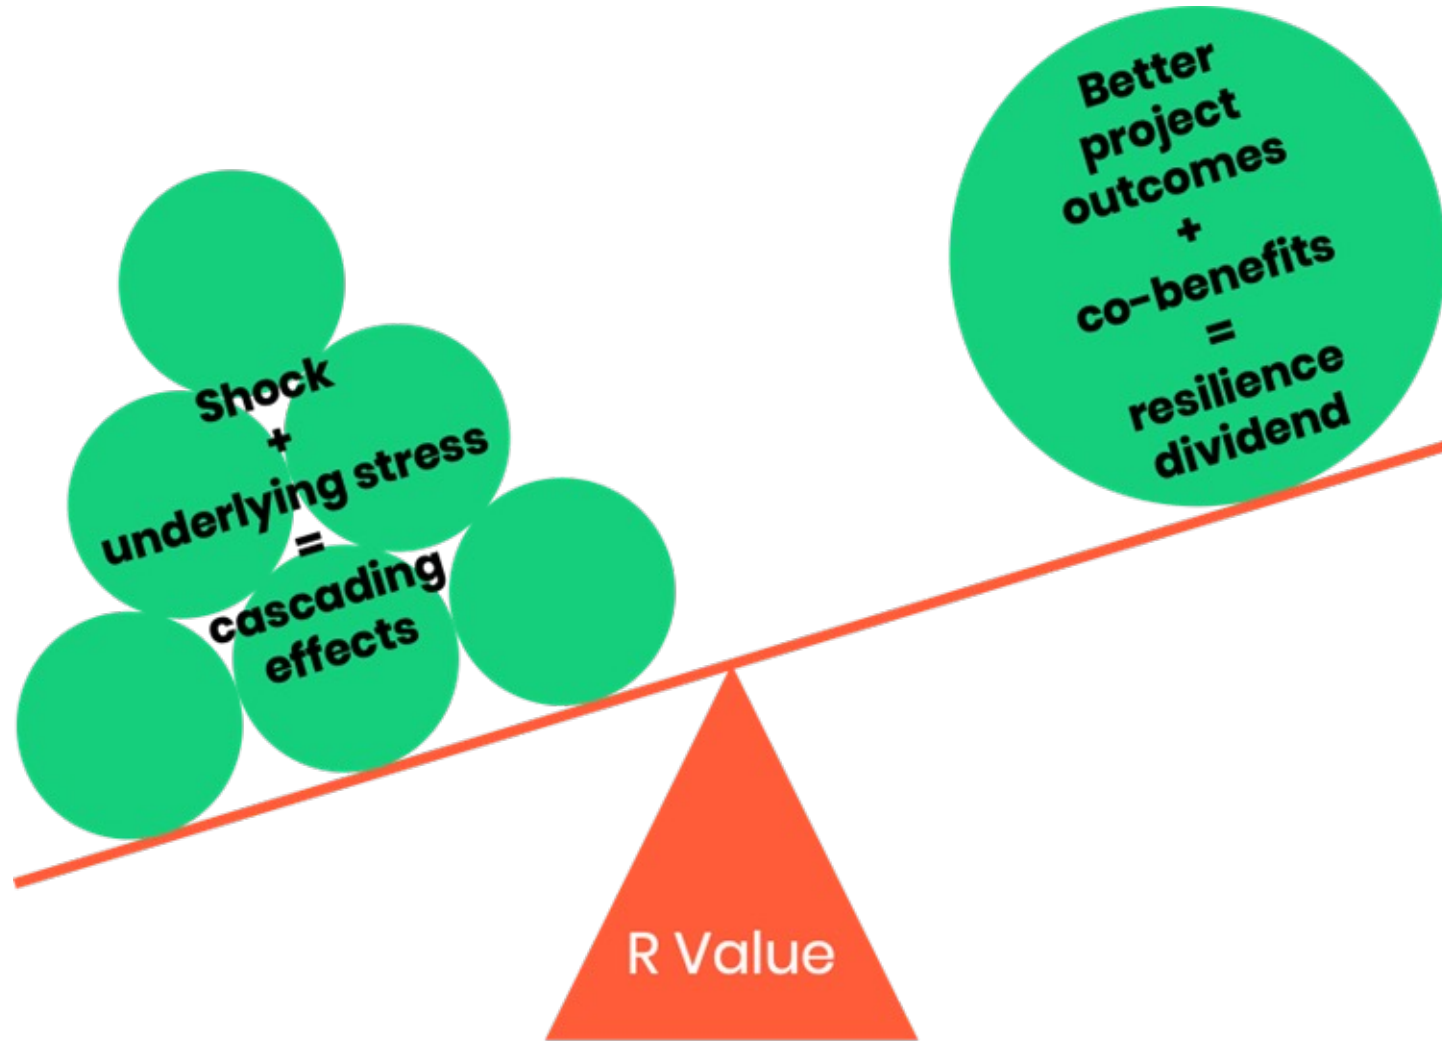 Shock
+
underlying stress
=
cascading
effects
Better
project
outcomes
+
co-benefits
=
resilience
dividend
R Value